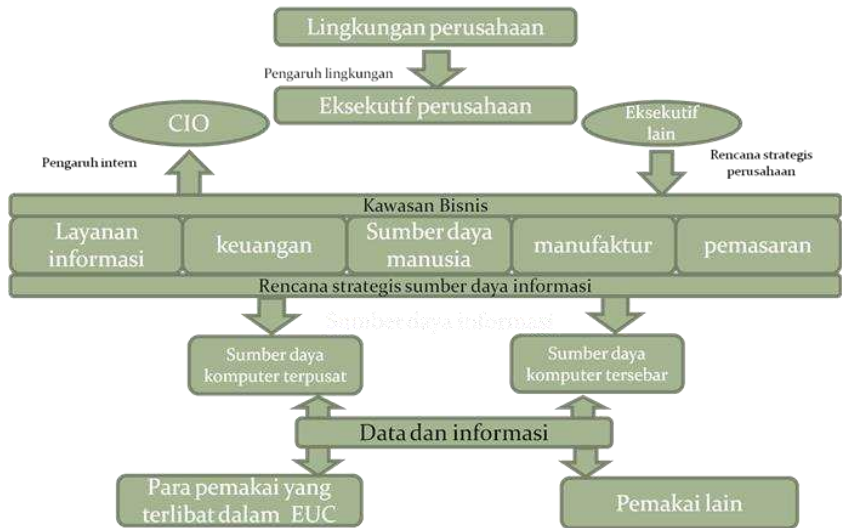 Lingkungan perusahaan
Pengaruh lingkungan
Eksekutif perusahaan
CIO
Eksekutif
lain
Pengaruh intern
Rencana strategis
perusahaan
Kawasan Bisnis
Layanan
informasi
keuangan
Sumber daya
manusia
manufaktur
pemasaran
Rencana strategis sumber daya informasi
Sumber daya informasi
Sumber daya
komputer terpusat
Sumber daya
komputer tersebar
Data dan informasi
Para pemakai yang
terlibat dalam EUC
Pemakai lain